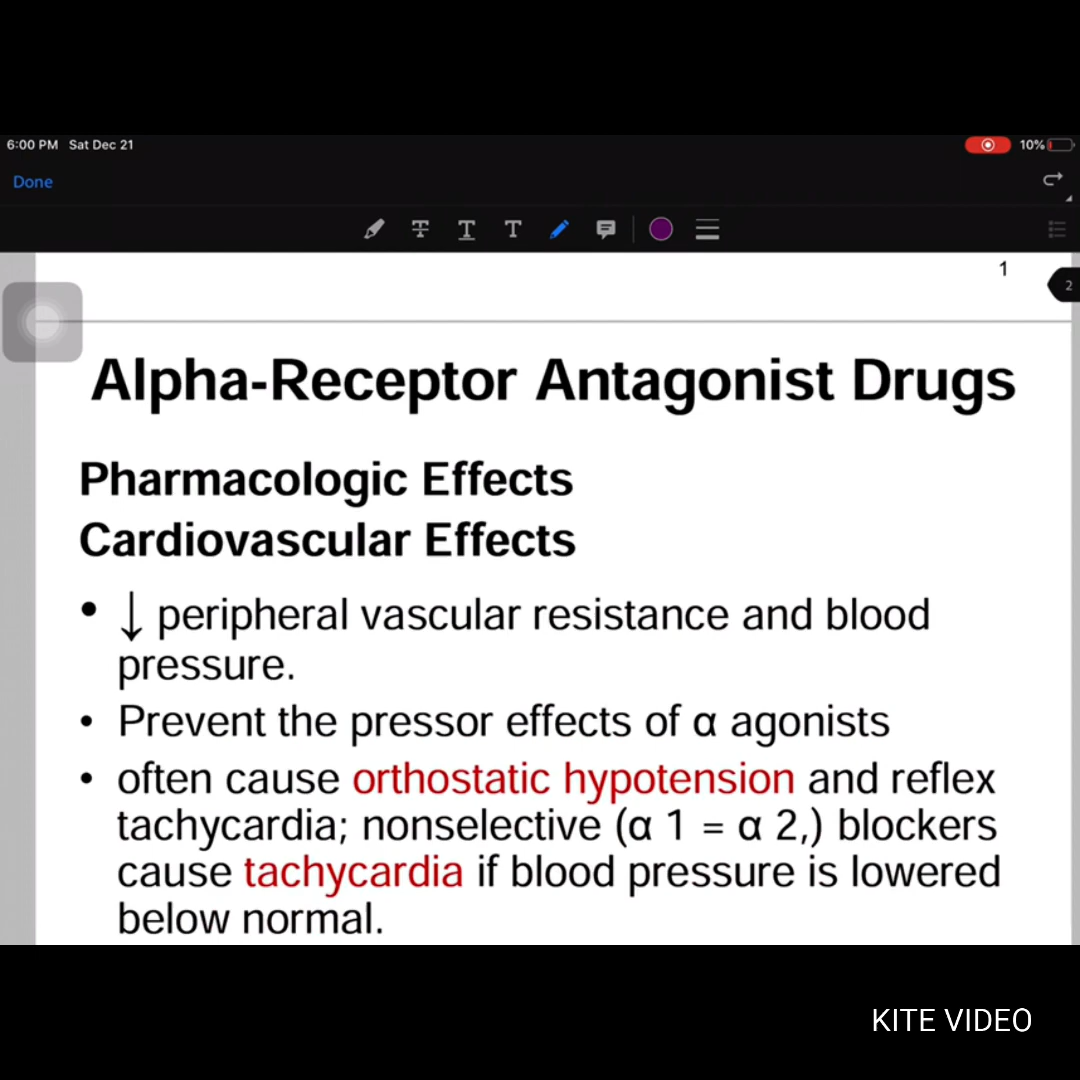 6:00 PM Sat Dec 21
10%
Done
1
2
Alpha-Receptor Antagonist Drugs
Pharmacologic Effects
Cardiovascular Effects
• ↓ peripheral vascular resistance and blood
pressure.
• Prevent the pressor effects of α agonists
• often cause orthostatic hypotension and reflex
tachycardia; nonselective (α 1 = α 2,) blockers
cause tachycardia if blood pressure is lowered
below normal.
KITE VIDEO